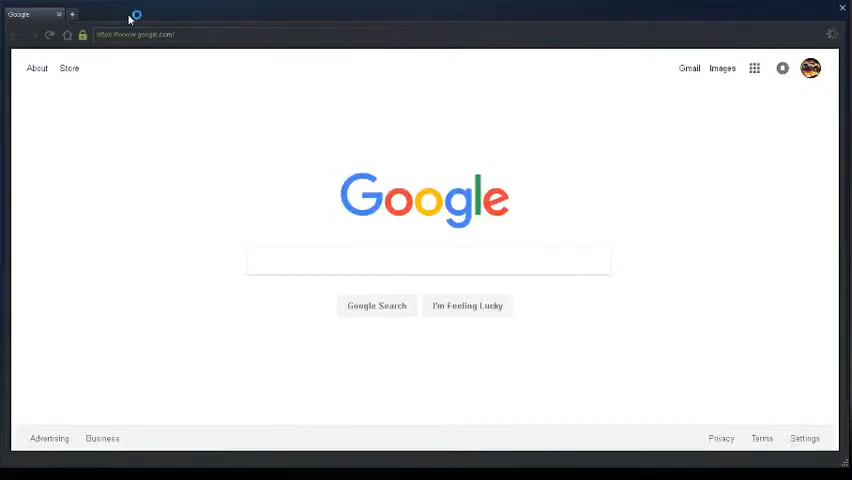 Google
https://www.google.com/
About Store
Gmail Images
Google
Google Search I'm Feeling Lucky
Advertising Business
Privacy Terms Settings